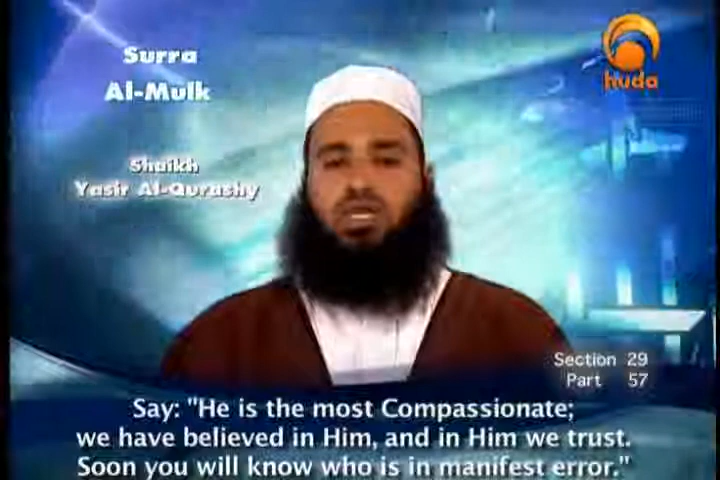 Surra
Al-Mulk
huda
Shaikh
Yasir Al-Qurashy
Section 29
Part 57
Say: "He is the most Compassionate;
we have believed in Him, and in Him we trust.
Soon you will know who is in manifest error."